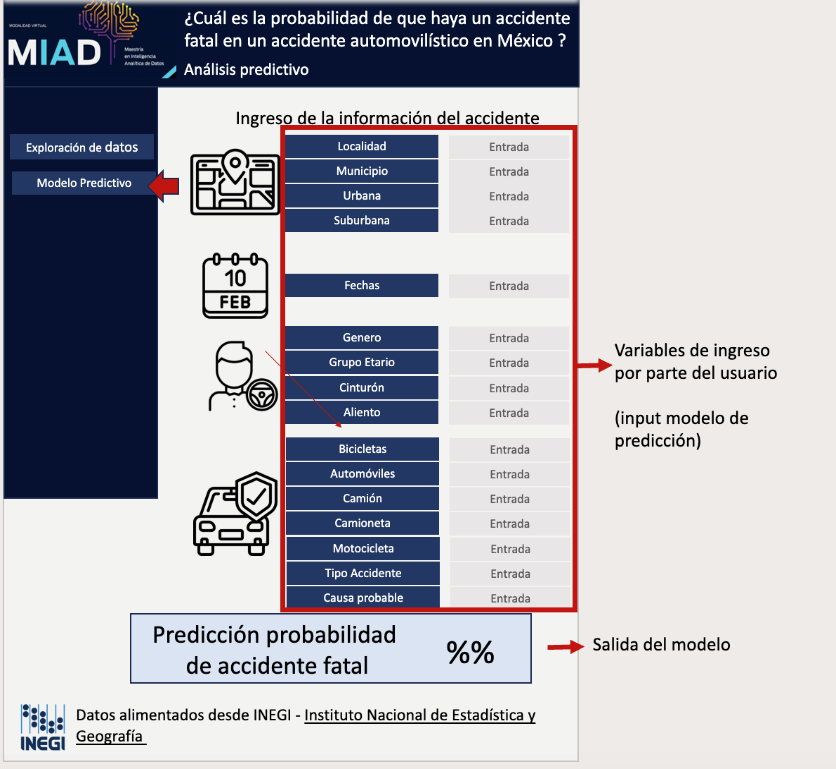 MODALIDAD VIRTUAL
MIAD
Maestría
en Inteligencia
Analítica de Datos
¿Cuál es la probabilidad de que haya un accidente
fatal en un accidente automovilístico en México ?
Análisis predictivo
Exploración de datos
Modelo Predictivo
Ingreso de la información del accidente
Localidad Entrada
Municipio Entrada
Urbana Entrada
Suburbana Entrada
10
FEB
Fechas Entrada
Genero Entrada
Grupo Etario Entrada
Cinturón Entrada
Aliento Entrada
Bicicletas Entrada
Automóviles Entrada
Camión Entrada
Camioneta Entrada
Motocicleta Entrada
Tipo Accidente Entrada
Causa probable Entrada
Variables de ingreso
por parte del usuario
(input modelo de
predicción)
Predicción probabilidad
de accidente fatal
%%
Salida del modelo
INEGI
Datos alimentados desde INEGI - Instituto Nacional de Estadística y
Geografía